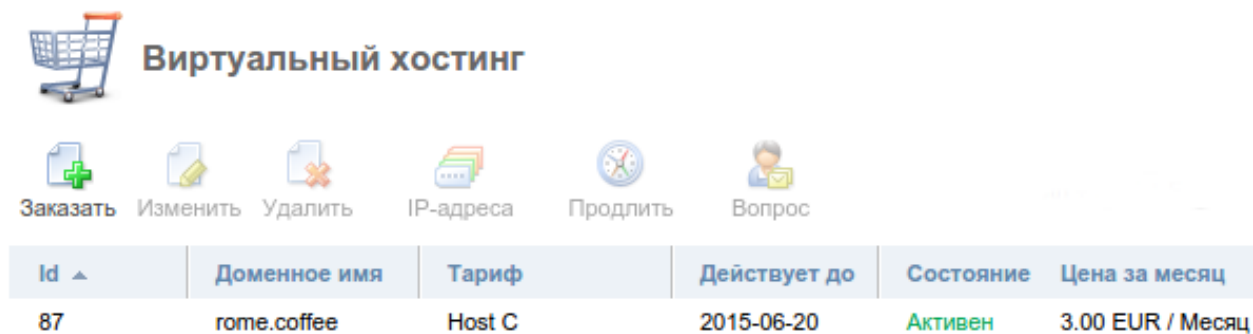 Виртуальный хостинг
Заказать Изменить Удалить IP-адреса Продлить Вопрос
Id Доменное имя Тариф Действует до Состояние Цена за месяц
87 rome.coffee Host C 2015-06-20 Активен 3.00 EUR / Месяц